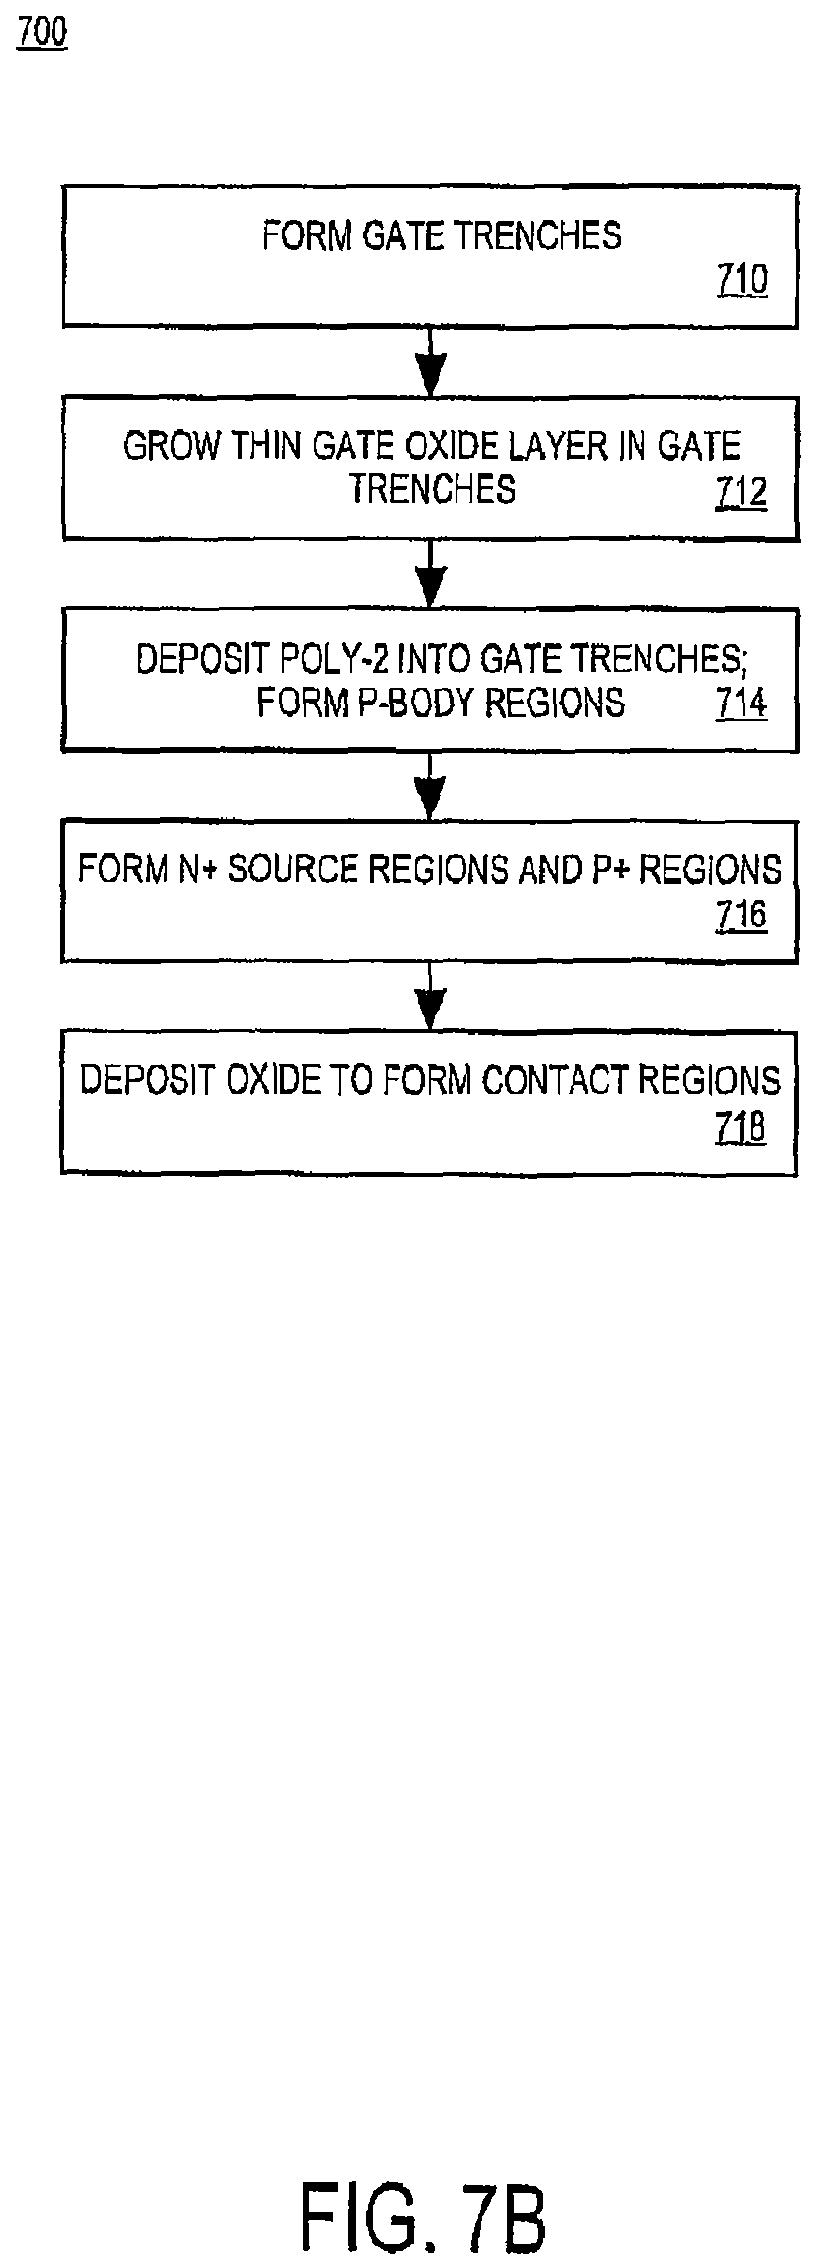 700
FORM GATE TRENCHES
710
GROW THIN GATE OXIDE LAYER IN GATE
TRENCHES
712
DEPOSIT POLY-2 INTO GATE TRENCHES;
FORM P-BODY REGIONS
714
FORM N+ SOURCE REGIONS AND P+ REGIONS
716
DEPOSIT OXIDE TO FORM CONTACT REGIONS
718
FIG. 7B